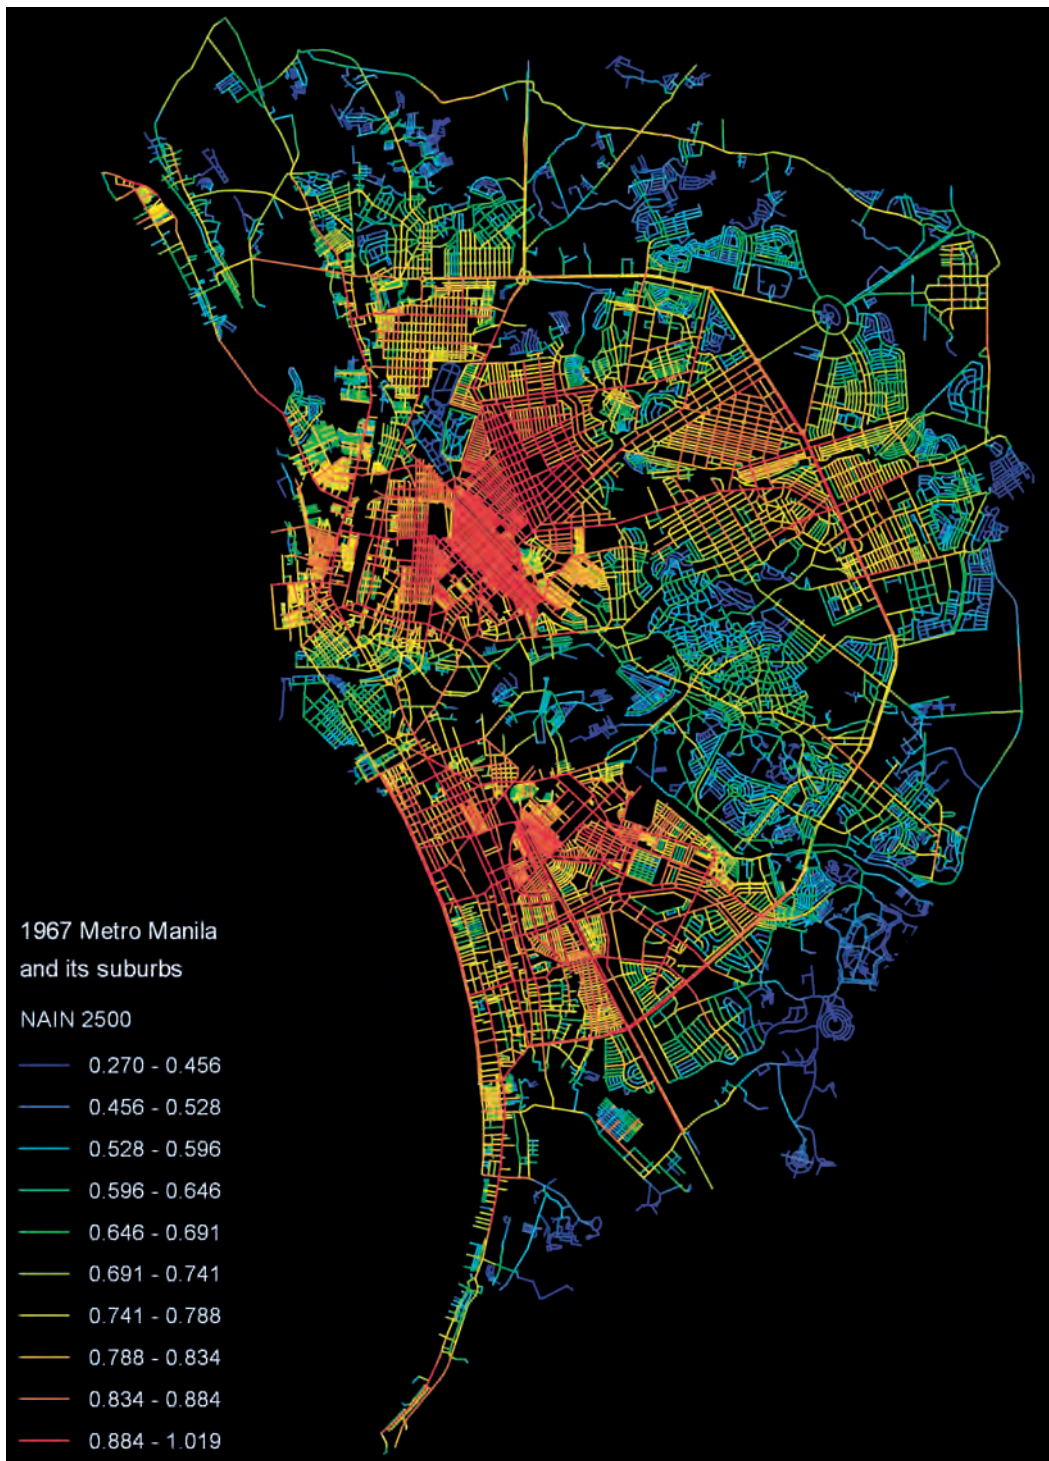 1967 Metro Manila
and its suburbs
NAIN 2500
0.270 - 0.456
0.456 - 0.528
0.528 - 0.596
0.596 - 0.646
0.646 - 0.691
0.691 - 0.741
0.741 - 0.788
0.788 - 0.834
0.834 - 0.884
0.884 - 1.019